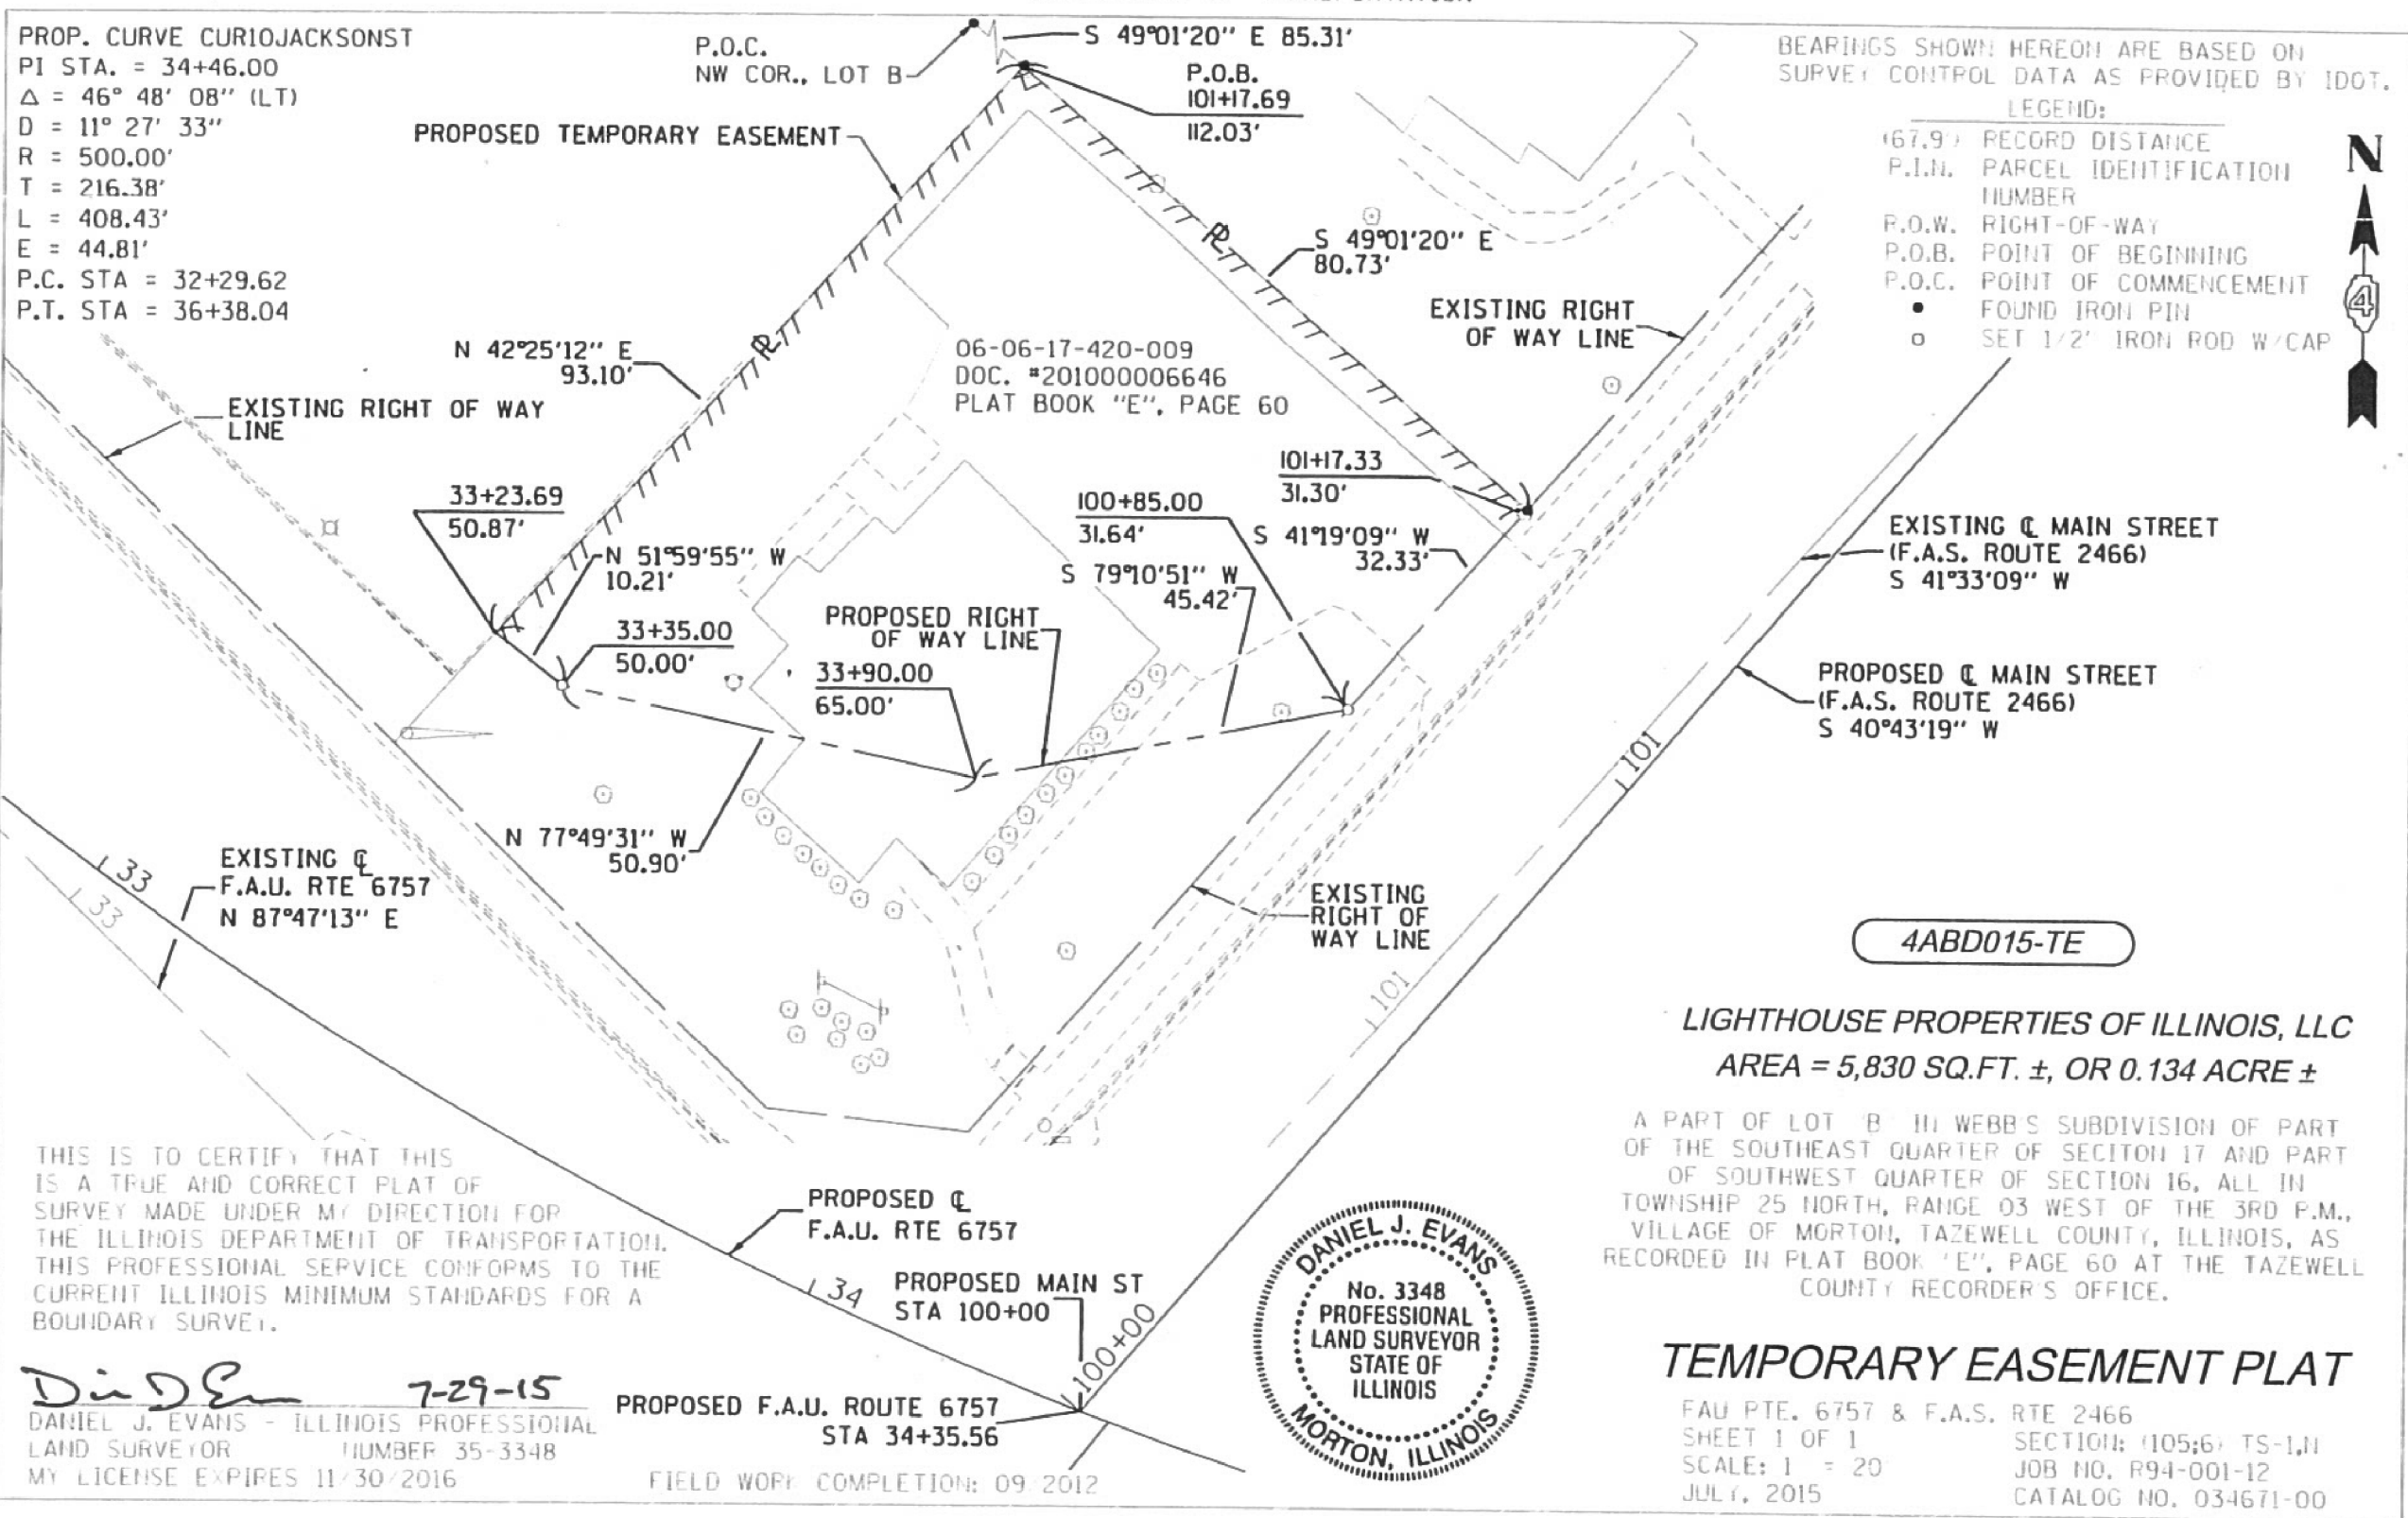 PROP. CURVE CUR10JACKSONST
PI STA. = 34+46.00
Δ = 46° 48' 08" (LT)
D = 11° 27' 33"
R = 500.00'
T = 216.38'
L = 408.43'
E = 44.81'
P.C. STA = 32+29.62
P.T. STA = 36+38.04
P.O.C.
NW COR., LOT B
S 49°01'20" E 85.31'
P.O.B.
101+17.69
112.03'
PROPOSED TEMPORARY EASEMENT
BEARINGS SHOWN HEREON ARE BASED ON
SURVEY CONTROL DATA AS PROVIDED BY IDOT.
LEGEND:
(67.9') RECORD DISTANCE
P.I.N. PARCEL IDENTIFICATION
NUMBER
R.O.W. RIGHT-OF-WAY
P.O.B. POINT OF BEGINNING
P.O.C. POINT OF COMMENCEMENT
● FOUND IRON PIN
○ SET 1/2" IRON ROD W/CAP
N
4
S 49°01'20" E
80.73'
EXISTING RIGHT
OF WAY LINE
N 42°25'12" E
93.10'
PL
PL
06-06-17-420-009
DOC. #201000006646
PLAT BOOK "E", PAGE 60
EXISTING RIGHT OF WAY
LINE
33+23.69
50.87'
N 51°59'55" W
10.21'
33+35.00
50.00'
101+17.33
31.30'
100+85.00
31.64'
S 41°19'09" W
32.33'
S 79°10'51" W
45.42'
PROPOSED RIGHT
OF WAY LINE
33+90.00
65.00'
EXISTING ℄ MAIN STREET
(F.A.S. ROUTE 2466)
S 41°33'09" W
PROPOSED ℄ MAIN STREET
(F.A.S. ROUTE 2466)
S 40°43'19" W
101
N 77°49'31" W
50.90'
33
33
EXISTING ℄
F.A.U. RTE 6757
N 87°47'13" E
EXISTING
RIGHT OF
WAY LINE
101
4ABD015-TE
LIGHTHOUSE PROPERTIES OF ILLINOIS, LLC
AREA = 5,830 SQ.FT. ±, OR 0.134 ACRE ±
A PART OF LOT "B" IN WEBB'S SUBDIVISION OF PART
OF THE SOUTHEAST QUARTER OF SECITON 17 AND PART
OF SOUTHWEST QUARTER OF SECTION 16, ALL IN
TOWNSHIP 25 NORTH, RANGE 03 WEST OF THE 3RD P.M.,
VILLAGE OF MORTON, TAZEWELL COUNTY, ILLINOIS, AS
RECORDED IN PLAT BOOK "E", PAGE 60 AT THE TAZEWELL
COUNTY RECORDER'S OFFICE.
THIS IS TO CERTIFY THAT THIS
IS A TRUE AND CORRECT PLAT OF
SURVEY MADE UNDER MY DIRECTION FOR
THE ILLINOIS DEPARTMENT OF TRANSPORTATION.
THIS PROFESSIONAL SERVICE CONFORMS TO THE
CURRENT ILLINOIS MINIMUM STANDARDS FOR A
BOUNDARY SURVEY.
7-29-15
DANIEL J. EVANS - ILLINOIS PROFESSIONAL
LAND SURVEYOR NUMBER 35-3348
MY LICENSE EXPIRES 11/30/2016
PROPOSED ℄
F.A.U. RTE 6757
34
PROPOSED MAIN ST
STA 100+00
100+00
PROPOSED F.A.U. ROUTE 6757
STA 34+35.56
FIELD WORK COMPLETION: 09/2012
DANIEL J. EVANS
No. 3348
PROFESSIONAL
LAND SURVEYOR
STATE OF
ILLINOIS
MORTON, ILLINOIS
TEMPORARY EASEMENT PLAT
FAU RTE. 6757 & F.A.S. RTE 2466
SHEET 1 OF 1
SECTION: (105;6) TS-1,N
SCALE: 1" = 20'
JOB NO. R94-001-12
JULY, 2015
CATALOG NO. 034671-00